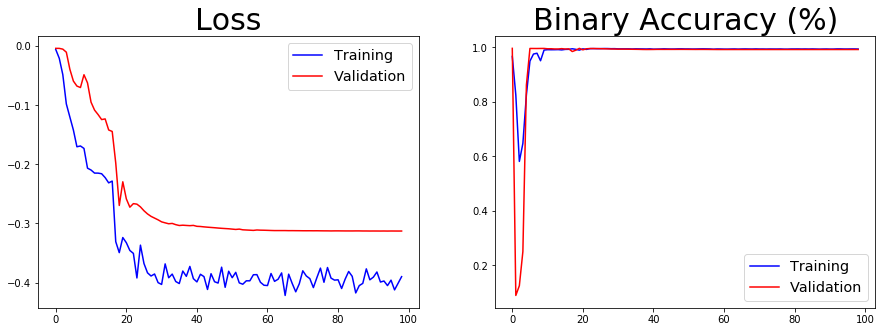 Loss
Training
Validation
0.0
−0.1
−0.2
−0.3
−0.4
0 20 40 60 80 100
Binary Accuracy (%)
1.0
0.8
0.6
0.4
0.2
Training
Validation
0 20 40 60 80 100